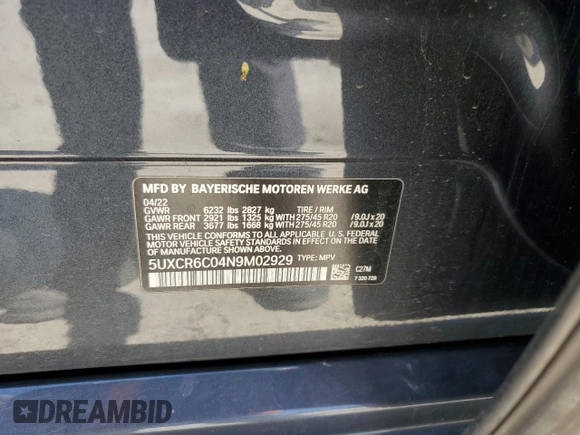 MFD BY BAYERISCHE MOTOREN WERKE AG
04/22
GVWR 6232 lbs 2827 kg TIRE / RIM
GAWR FRONT 2921 lbs 1325 kg WITH 275/45 R20 /9.0J x 20
GAWR REAR 3677 lbs 1668 kg WITH 275/45 R20 /9.0J x 20
THIS VEHICLE CONFORMS TO ALL APPLICABLE U.S. FEDERAL
MOTOR VEHICLE SAFETY STANDARDS IN EFFECT ON THE
DATE OF MANUFACTURE SHOWN ABOVE.
5UXCR6C04N9M02929 TYPE: MPV
C27M
7 320 729
DREAMBID